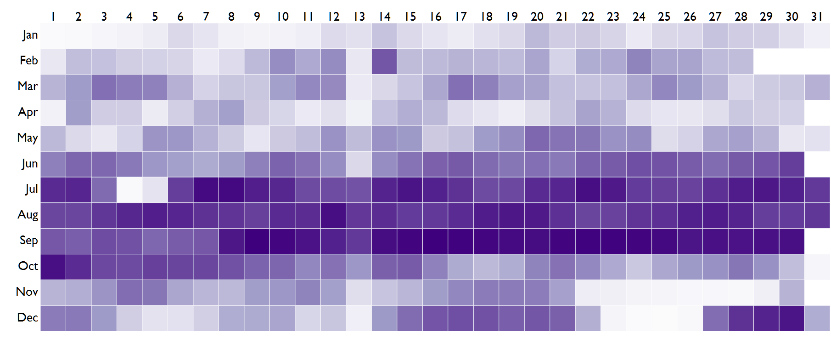 1 2 3 4 5 6 7 8 9 10 11 12 13 14 15 16 17 18 19 20 21 22 23 24 25 26 27 28 29 30 31
Jan
Feb
Mar
Apr
May
Jun
Jul
Aug
Sep
Oct
Nov
Dec